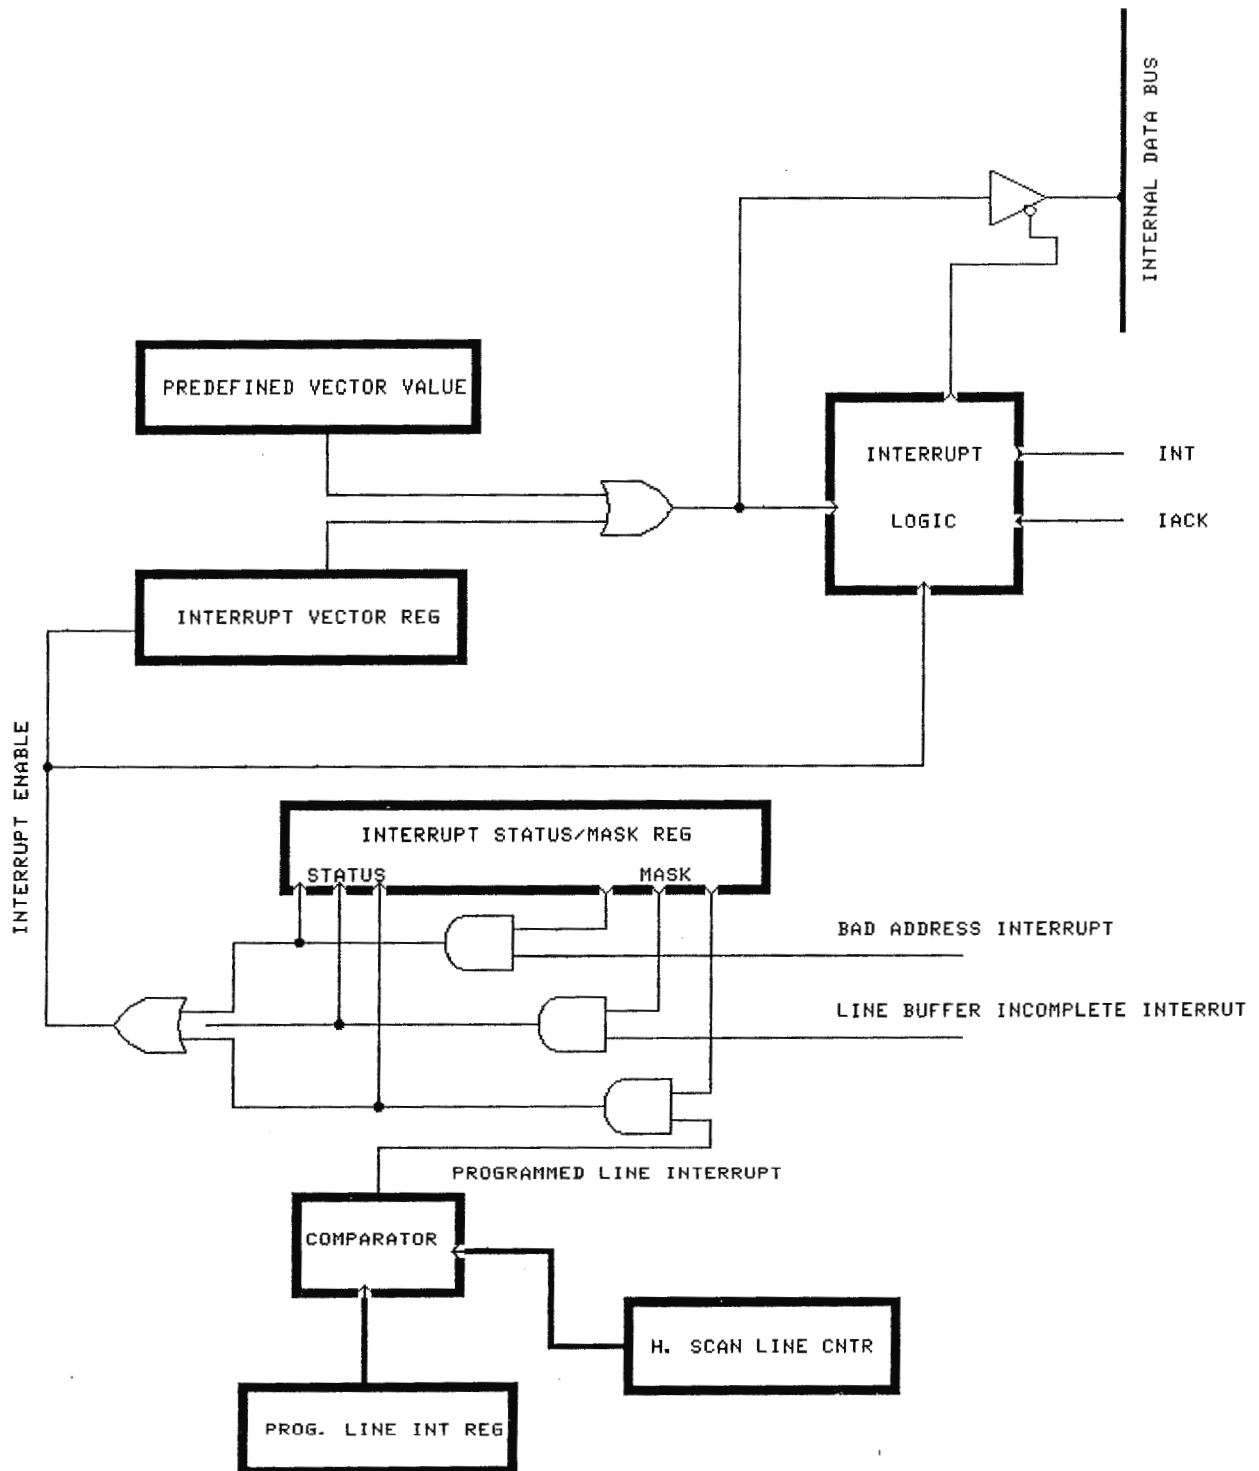 INTERNAL DATA BUS
PREDEFINED VECTOR VALUE
INTERRUPT
LOGIC
INT
IACK
INTERRUPT VECTOR REG
INTERRUPT ENABLE
INTERRUPT STATUS/MASK REG
STATUS
MASK
BAD ADDRESS INTERRUPT
LINE BUFFER INCOMPLETE INTERRUT
PROGRAMMED LINE INTERRUPT
COMPARATOR
H. SCAN LINE CNTR
PROG. LINE INT REG